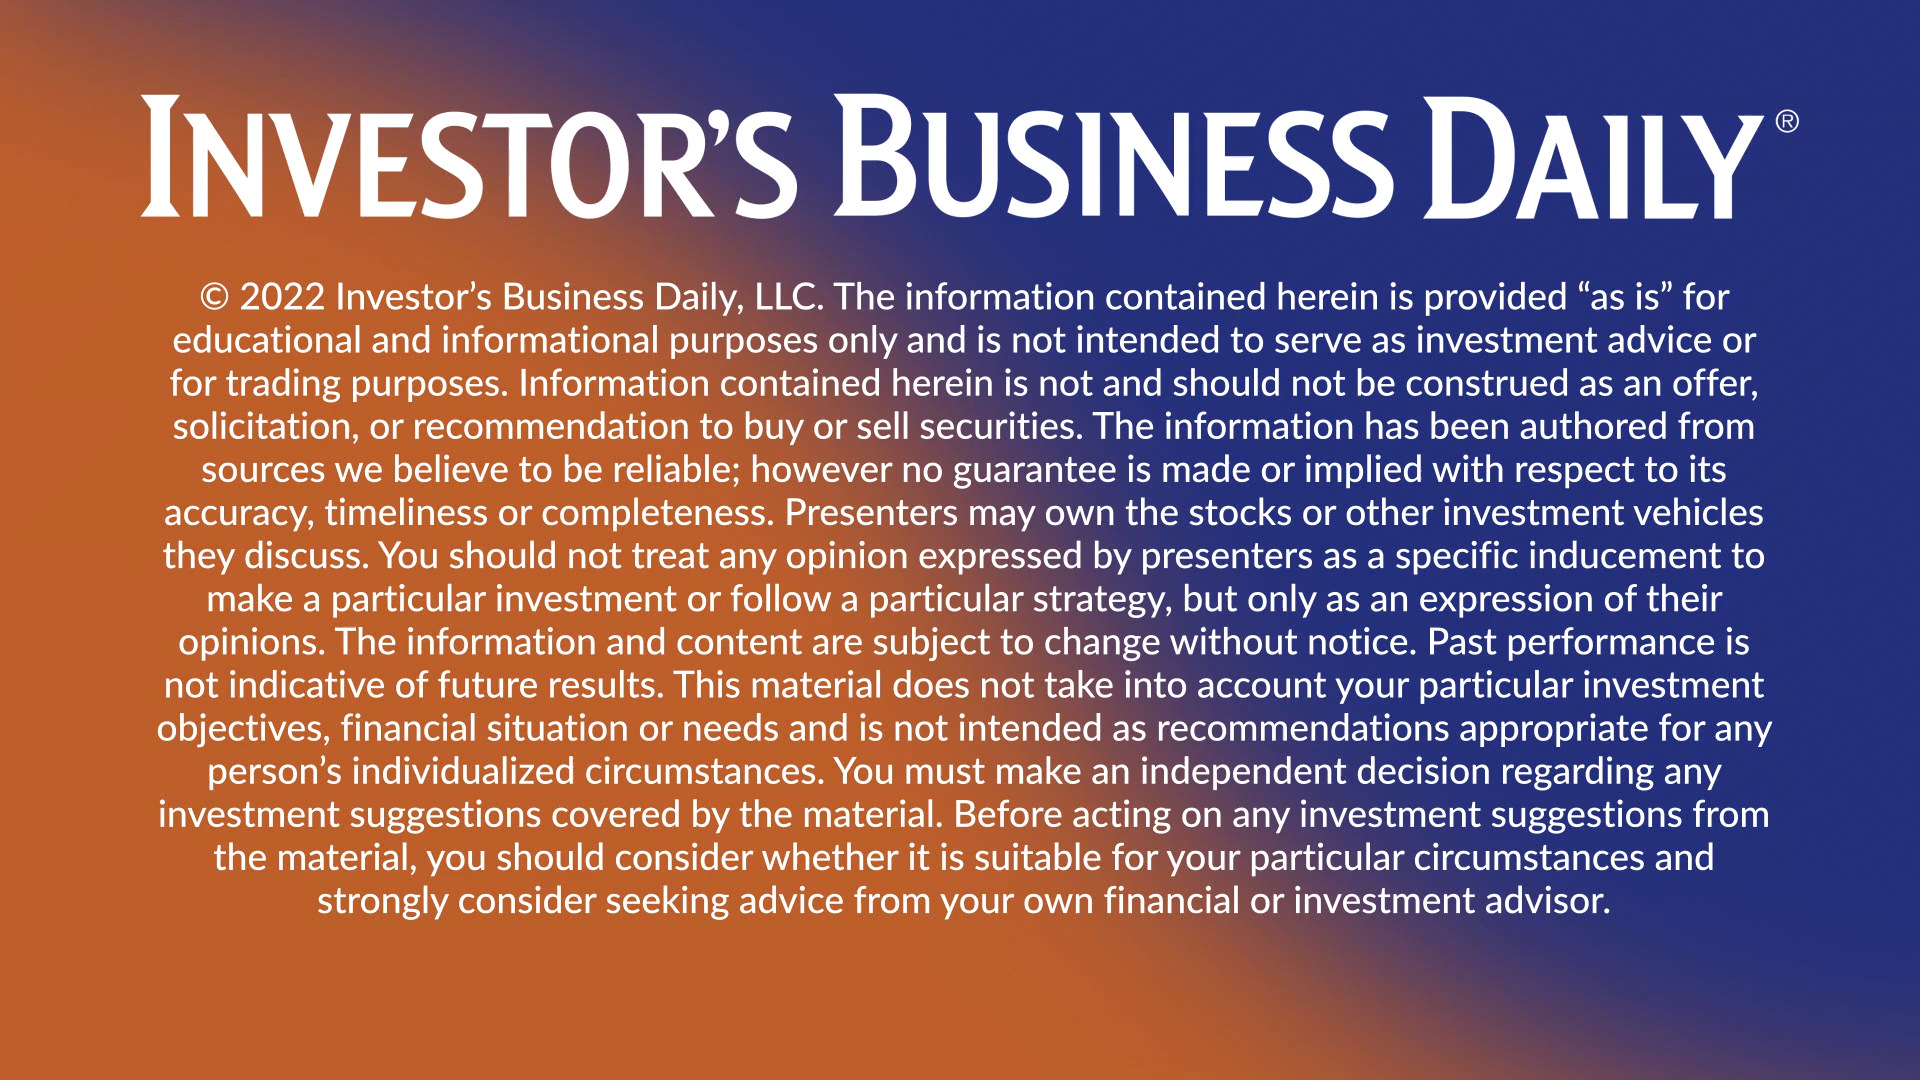 INVESTOR’S BUSINESS DAILY®
© 2022 Investor’s Business Daily, LLC. The information contained herein is provided “as is” for
educational and informational purposes only and is not intended to serve as investment advice or
for trading purposes. Information contained herein is not and should not be construed as an offer,
solicitation, or recommendation to buy or sell securities. The information has been authored from
sources we believe to be reliable; however no guarantee is made or implied with respect to its
accuracy, timeliness or completeness. Presenters may own the stocks or other investment vehicles
they discuss. You should not treat any opinion expressed by presenters as a specific inducement to
make a particular investment or follow a particular strategy, but only as an expression of their
opinions. The information and content are subject to change without notice. Past performance is
not indicative of future results. This material does not take into account your particular investment
objectives, financial situation or needs and is not intended as recommendations appropriate for any
person’s individualized circumstances. You must make an independent decision regarding any
investment suggestions covered by the material. Before acting on any investment suggestions from
the material, you should consider whether it is suitable for your particular circumstances and
strongly consider seeking advice from your own financial or investment advisor.